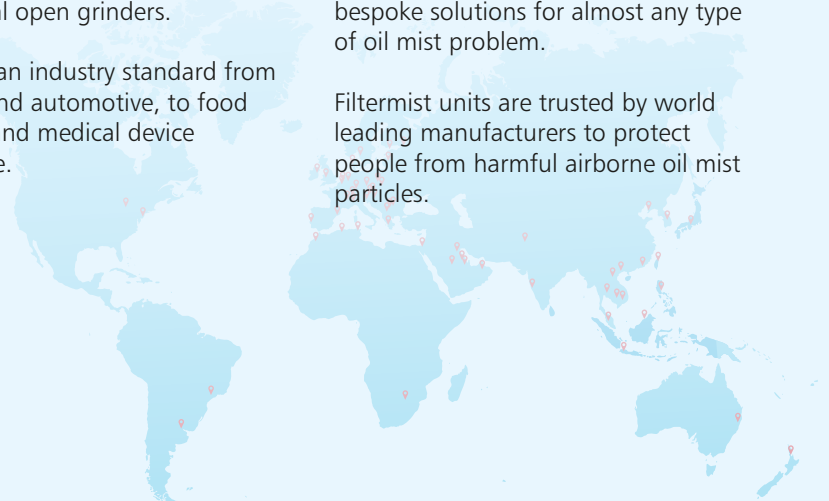 al open grinders.
an industry standard from
nd automotive, to food
and medical device
e.
bespoke solutions for almost any type
of oil mist problem.
Filtermist units are trusted by world
leading manufacturers to protect
people from harmful airborne oil mist
particles.